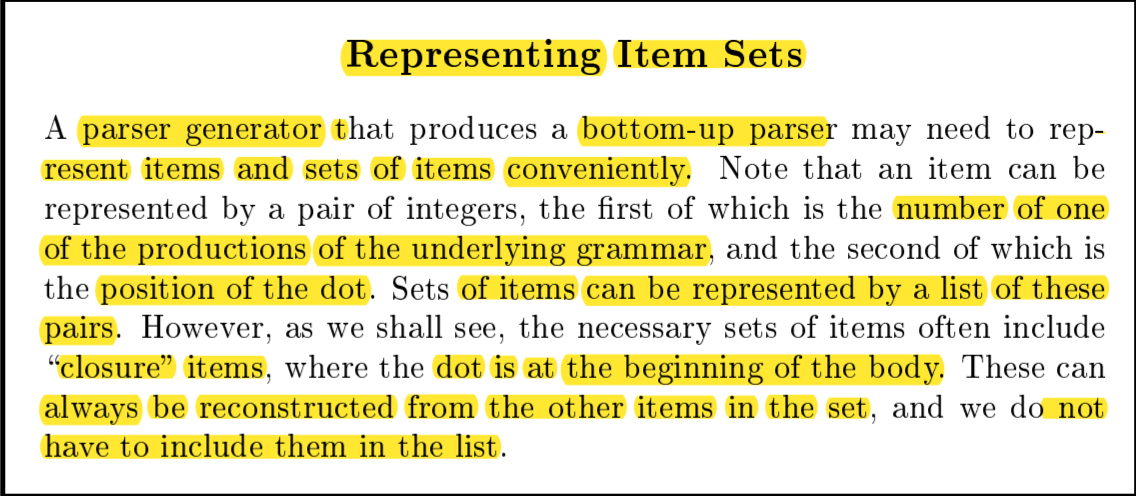 Representing Item Sets
A parser generator that produces a bottom-up parser may need to rep-
resent items and sets of items conveniently. Note that an item can be
represented by a pair of integers, the first of which is the number of one
of the productions of the underlying grammar, and the second of which is
the position of the dot. Sets of items can be represented by a list of these
pairs. However, as we shall see, the necessary sets of items often include
“closure” items, where the dot is at the beginning of the body. These can
always be reconstructed from the other items in the set, and we do not
have to include them in the list.